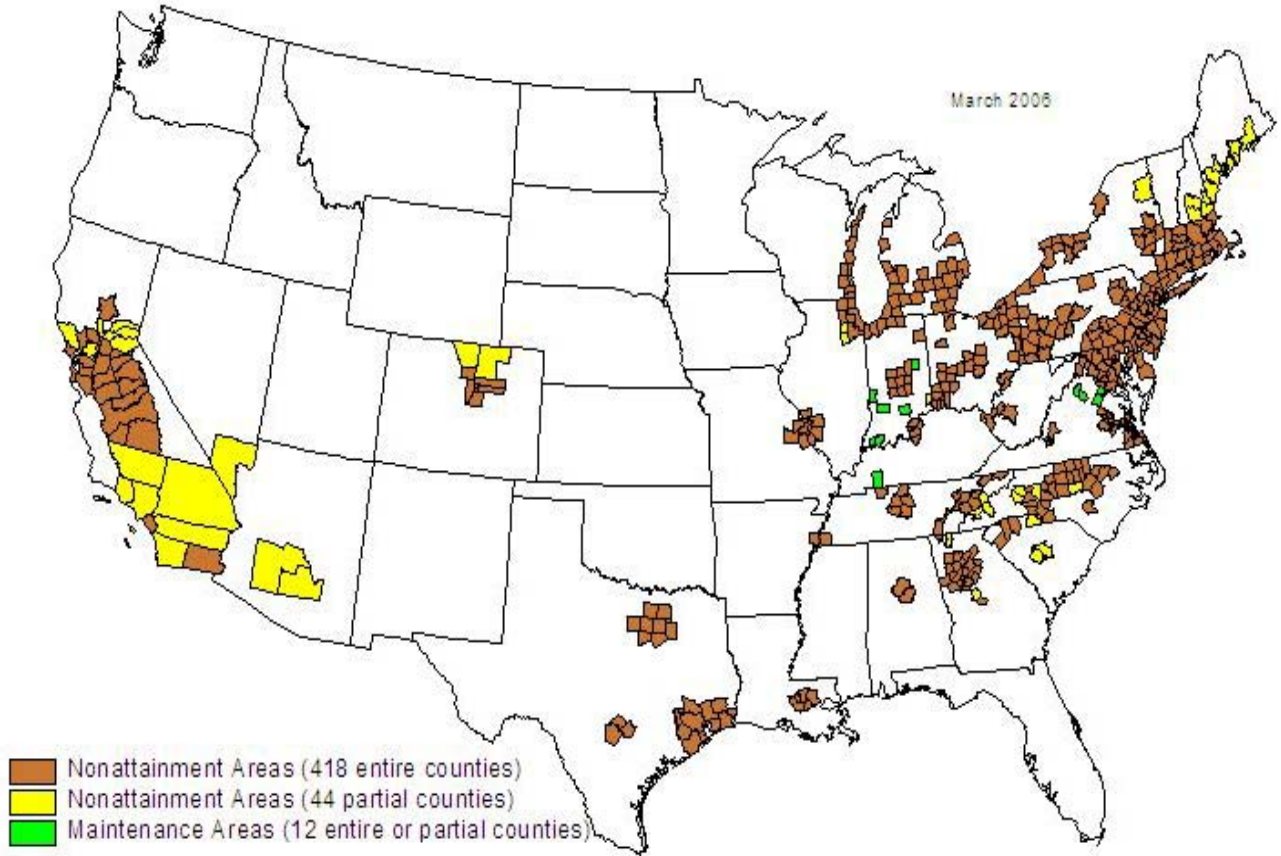 March 2006
Nonattainment Areas (418 entire counties)
Nonattainment Areas (44 partial counties)
Maintenance Areas (12 entire or partial counties)